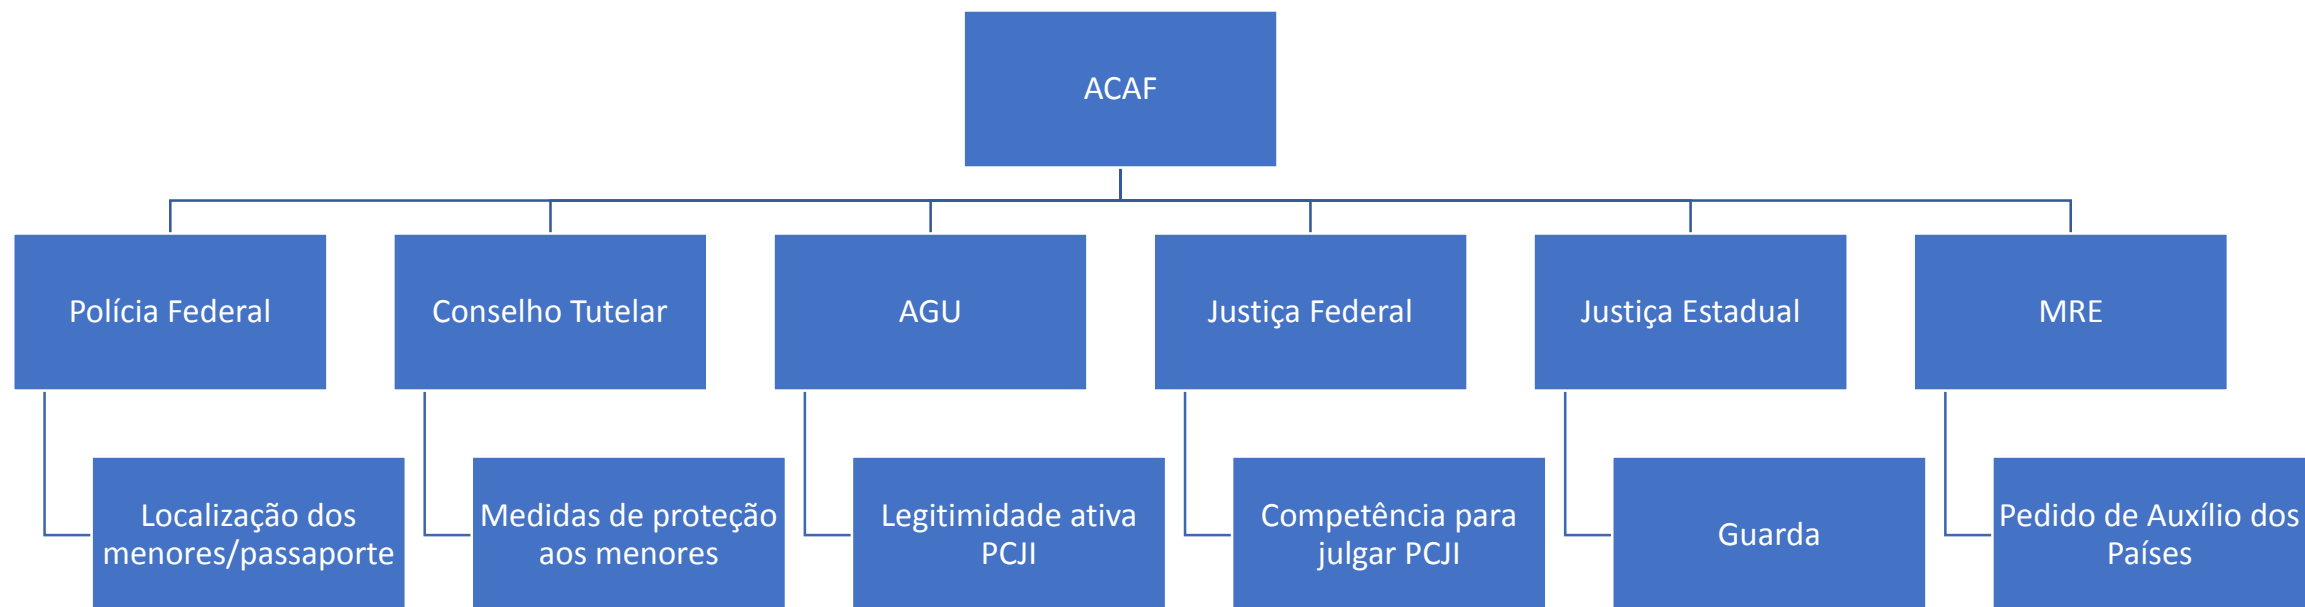 ACAF
Polícia Federal
Conselho Tutelar
AGU
Justiça Federal
Justiça Estadual
MRE
Localização dos
menores/passaporte
Medidas de proteção
aos menores
Legitimidade ativa
PCJI
Competência para
julgar PCJI
Guarda
Pedido de Auxílio dos
Países